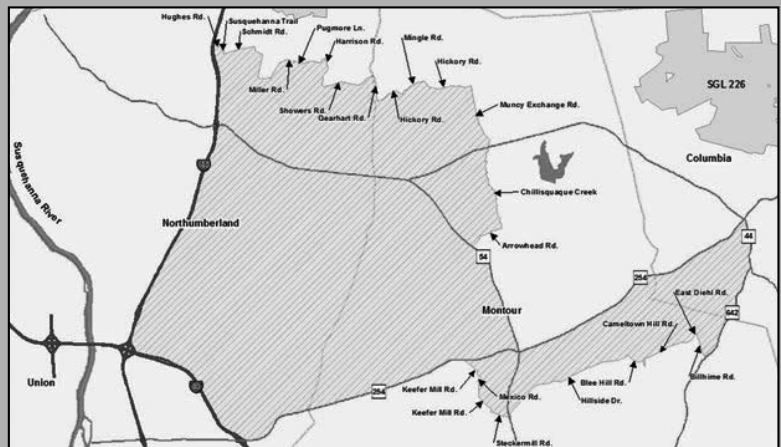 Hughes Rd.
Susquehanna Trail
Schmidt Rd.
Pugmore Ln.
Harrison Rd.
Mingle Rd.
Hickory Rd.
Miller Rd.
Showers Rd.
Gearhart Rd.
Hickory Rd.
Muncy Exchange Rd.
SGL 226
Columbia
Susquehanna River
Chillisquaque Creek
Northumberland
Arrowhead Rd.
54
44
254
East Diehl Rd.
Montour
642
Cameltown Hill Rd.
Union
254
Keefer Mill Rd.
Mexico Rd.
Blee Hill Rd.
Billhime Rd.
Hillside Dr.
Keefer Mill Rd.
Steckermill Rd.